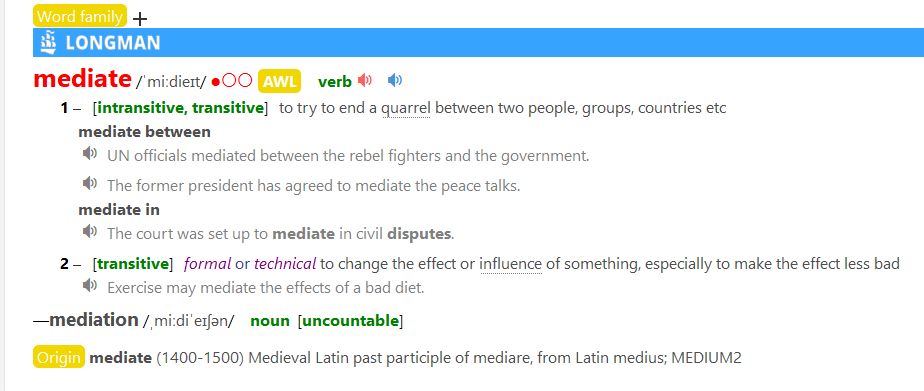 Word family +
LONGMAN
mediate /ˈmiːdieɪt/ ●○○ AWL verb
1 – [intransitive, transitive] to try to end a quarrel between two people, groups, countries etc
mediate between
UN officials mediated between the rebel fighters and the government.
The former president has agreed to mediate the peace talks.
mediate in
The court was set up to mediate in civil disputes.
2 – [transitive] formal or technical to change the effect or influence of something, especially to make the effect less bad
Exercise may mediate the effects of a bad diet.
—mediation /ˌmiːdiˈeɪʃən/ noun [uncountable]
Origin mediate (1400-1500) Medieval Latin past participle of mediare, from Latin medius; MEDIUM2